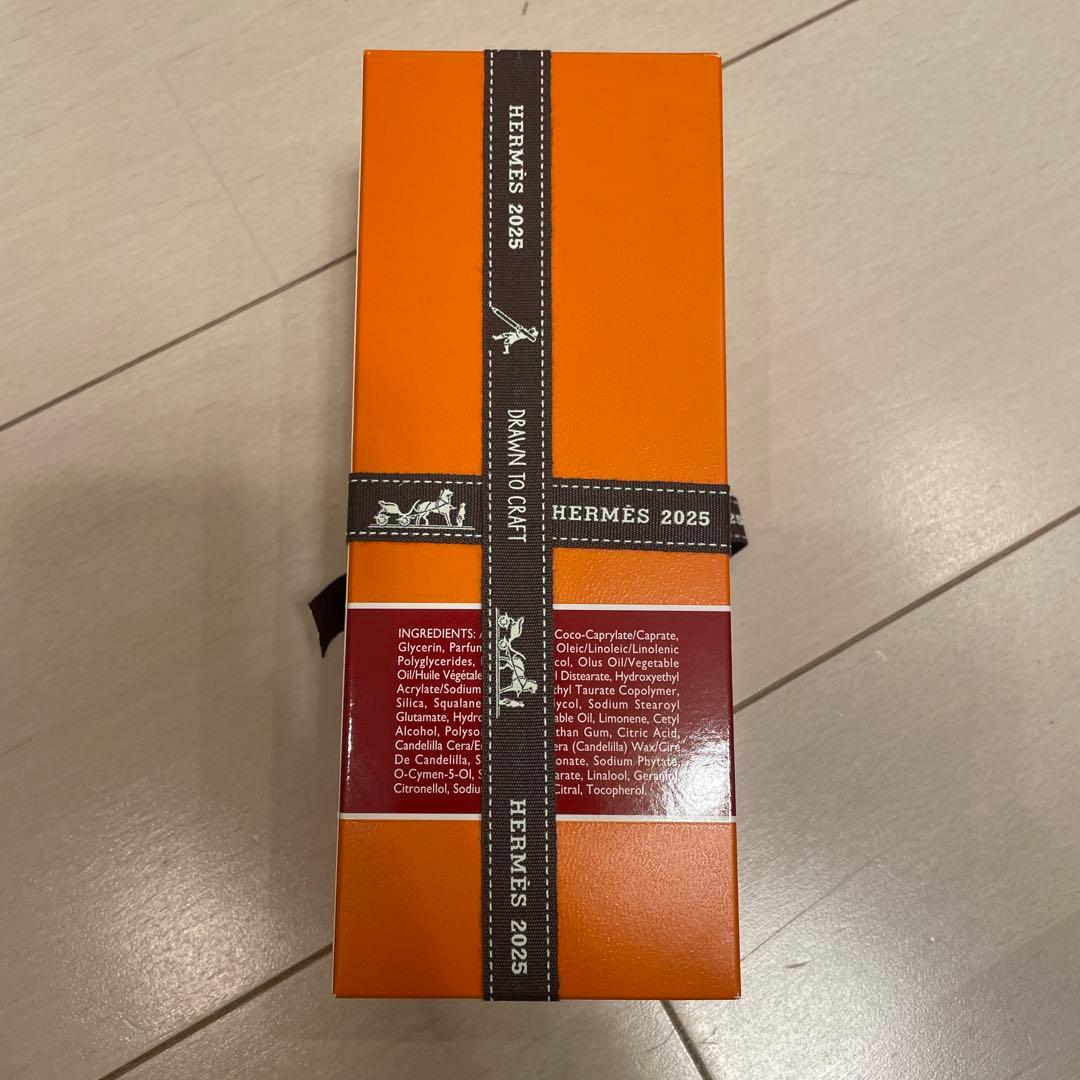 HERMÈS 2025
DRAWN TO CRAFT
HERMÈS 2025
INGREDIENTS: Coco-Caprylate/Caprate,
Glycerin, Parfum Oleic/Linoleic/Linolenic
Polyglycerides, Olus Oil/Vegetable
Oil/Huile Végétale Distearate, Hydroxyethyl
Acrylate/Sodium Taurate Copolymer,
Silica, Squalane Sodium Stearoyl
Glutamate, Oil, Limonene, Cetyl
Alcohol, Gum, Citric Acid,
Candelilla (Candelilla) Wax/Cire
De Candelilla, Sodium Phytate,
O-Cymen-5-Ol, Linalool, Geraniol,
Citronellol, Citral, Tocopherol.
HERMÈS 2025